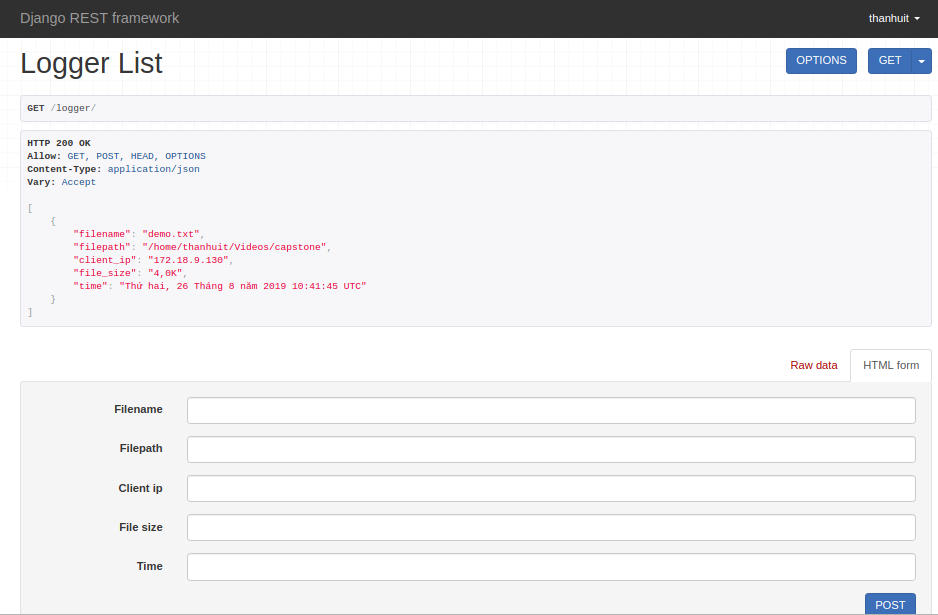 Django REST framework
thanhuit
Logger List
OPTIONS
GET
GET /logger/
HTTP 200 OK
Allow: GET, POST, HEAD, OPTIONS
Content-Type: application/json
Vary: Accept
[
{
"filename": "demo.txt",
"filepath": "/home/thanhuit/Videos/capstone",
"client_ip": "172.18.9.130",
"file_size": "4,0K",
"time": "Thứ hai, 26 Tháng 8 năm 2019 10:41:45 UTC"
}
]
Raw data
HTML form
Filename
Filepath
Client ip
File size
Time
POST